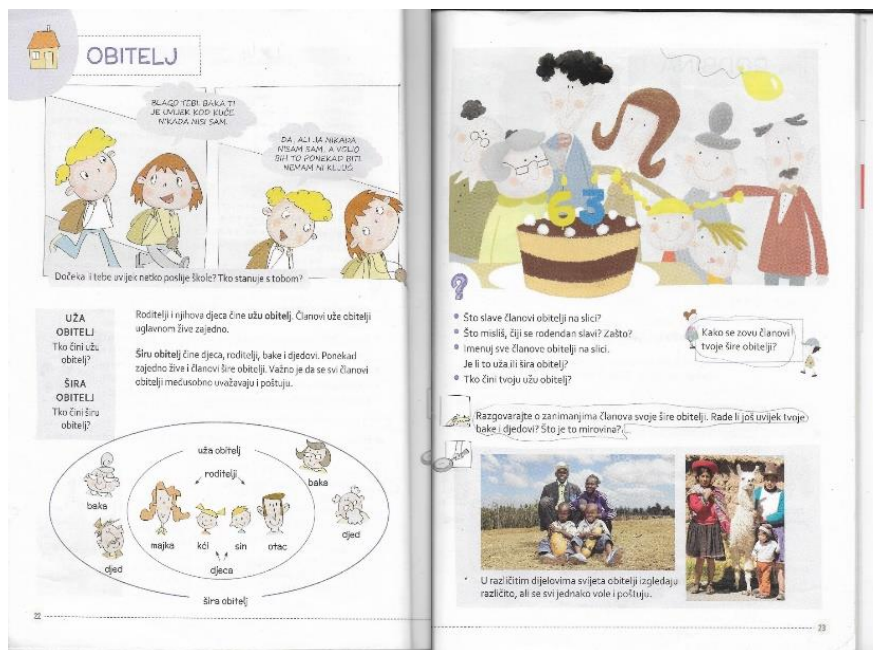 OBITELJ
BLAGO TEBI. BAKA TI
JE UVIJEK KOD KUĆE
NIKADA NISI SAM.
DA, ALI JA NIKADA
NISAM SAM, A VOLIO
BIH TO PONEKAD BITI.
NEMAM NI KLJUČ
Dočeka li tebe uvijek netko poslije škole? Tko stanuje s tobom?
UŽA
OBITELJ
Tko čini užu
obitelj?
ŠIRA
OBITELJ
Tko čini širu
obitelj?
Roditelji i njihova djeca čine užu obitelj. Članovi uže obitelji
uglavnom žive zajedno.
Širu obitelj čine djeca, roditelji, bake i djedovi. Ponekad
zajedno žive i članovi šire obitelji. Važno je da se svi članovi
obitelji međusobno uvažavaju i poštuju.
uža obitelj
roditelji
baka
baka
majka
kći
sin
otac
djed
djed
djeca
šira obitelj
22
63
Što slave članovi obitelji na slici?
Što misliš, čiji se rođendan slavi? Zašto?
Imenuj sve članove obitelji na slici.
Je li to uža ili šira obitelj?
Tko čini tvoju užu obitelj?
Kako se zovu članovi
tvoje šire obitelji?
Razgovarajte o zanimanjima članova svoje šire obitelji. Rade li još uvijek tvoje
bake i djedovi? Što je to mirovina?
U različitim dijelovima svijeta obitelji izgledaju
različito, ali se svi jednako vole i poštuju.
23